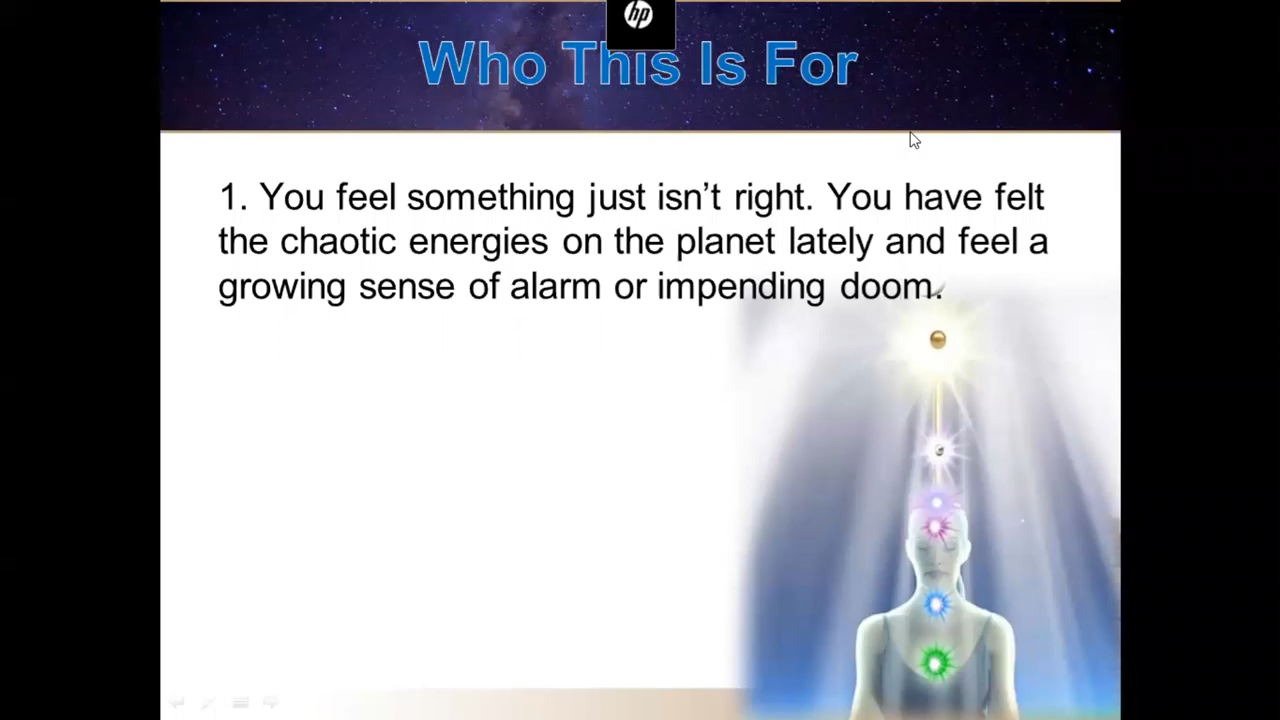 hp
Who This Is For
1. You feel something just isn’t right. You have felt
the chaotic energies on the planet lately and feel a
growing sense of alarm or impending doom.